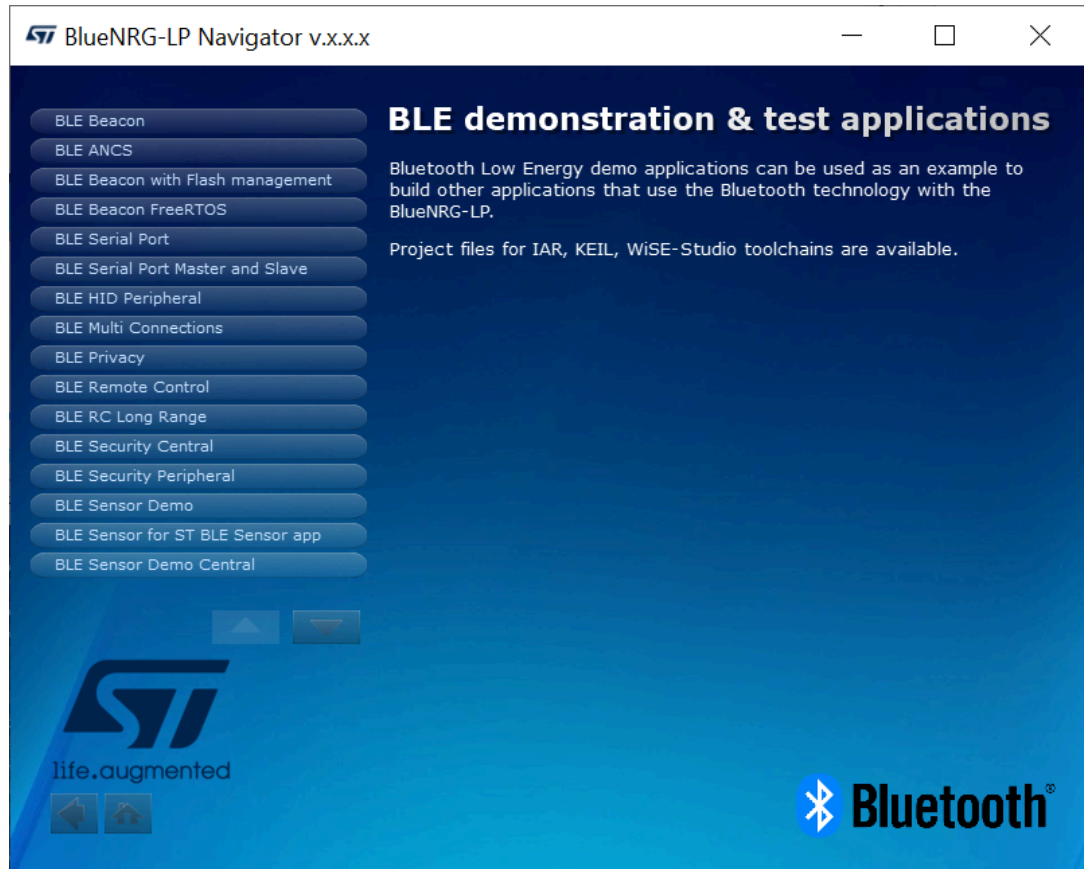 BlueNRG-LP Navigator v.x.x.x
BLE Beacon
BLE ANCS
BLE Beacon with Flash management
BLE Beacon FreeRTOS
BLE Serial Port
BLE Serial Port Master and Slave
BLE HID Peripheral
BLE Multi Connections
BLE Privacy
BLE Remote Control
BLE RC Long Range
BLE Security Central
BLE Security Peripheral
BLE Sensor Demo
BLE Sensor for ST BLE Sensor app
BLE Sensor Demo Central
BLE demonstration & test applications
Bluetooth Low Energy demo applications can be used as an example to
build other applications that use the Bluetooth technology with the
BlueNRG-LP.
Project files for IAR, KEIL, WiSE-Studio toolchains are available.
ST
life.augmented
Bluetooth®